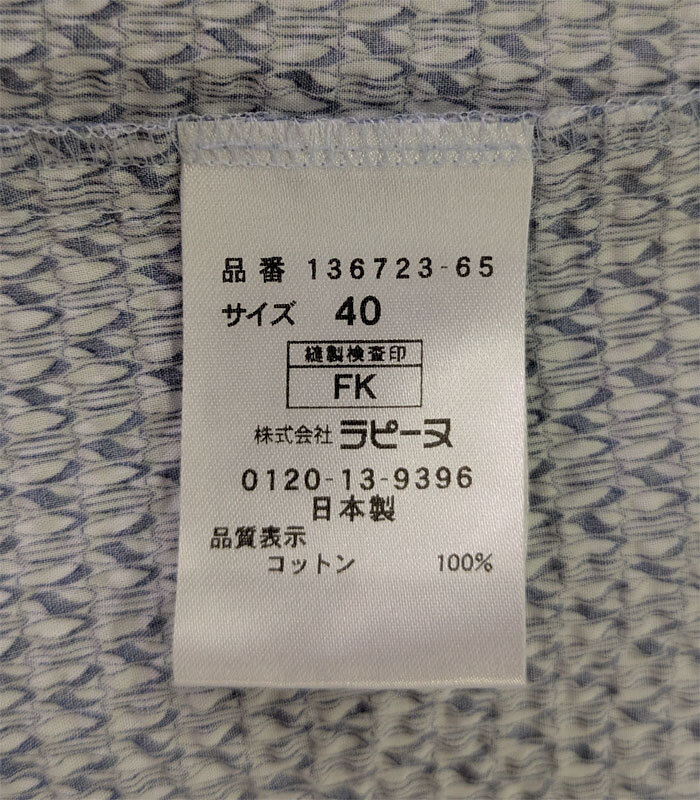 品番 136723-65
サイズ 40
縫製検査印
FK
株式会社 ラピーヌ
0120-13-9396
日本製
品質表示
コットン 100%